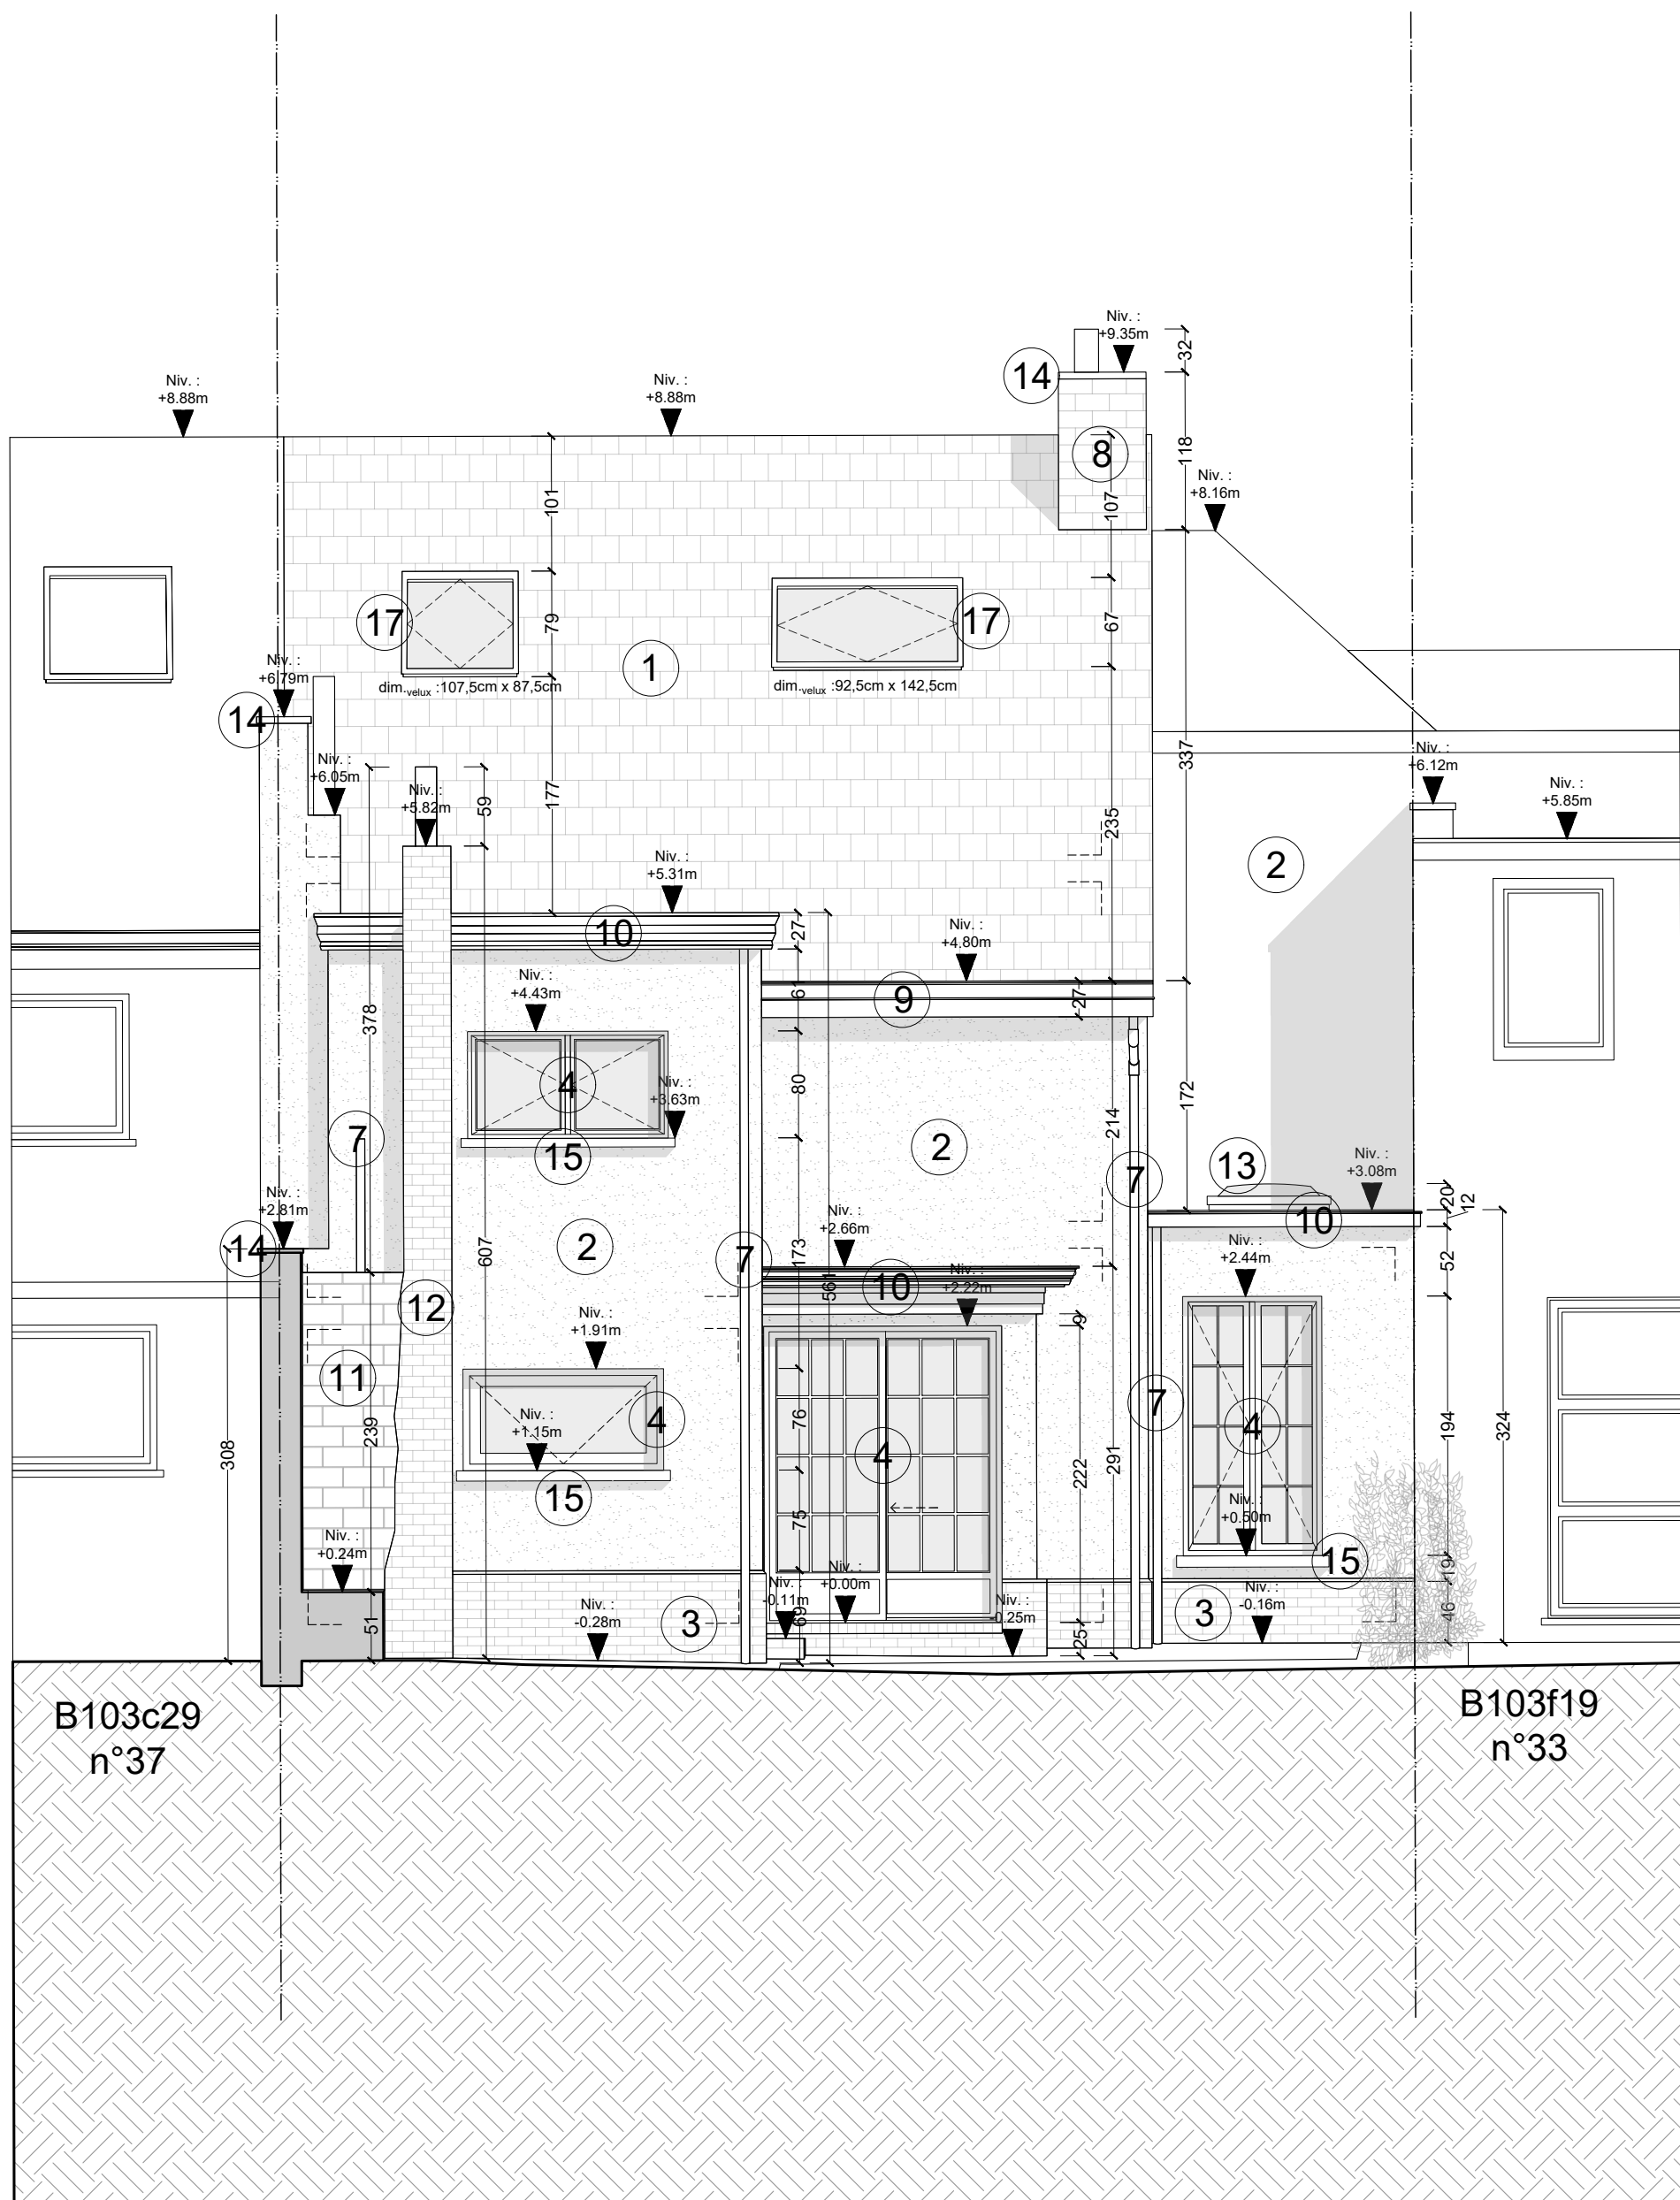 Niv. :
+9.35m
32
14
Niv. :
+8.88m
Niv. :
+8.88m
8
118
101
107
Niv. :
+8.16m
17
79
17
67
1
Niv. :
+6.79m
dim.velux :107,5cm x 87,5cm
dim.velux :92,5cm x 142,5cm
14
Niv. :
+6.05m
337
Niv. :
+6.12m
Niv. :
+5.82m
59
177
Niv. :
+5.85m
235
Niv. :
+5.31m
2
10
27
Niv. :
+4.80m
Niv. :
+4.43m
61
9
27
378
4
80
Niv. :
+3.63m
172
214
7
15
2
7
13
Niv. :
+3.08m
20
12
Niv. :
+2.81m
14
Niv. :
+2.66m
10
2
607
7
173
561
10
Niv. :
+2.22m
Niv. :
+2.44m
52
12
9
Niv. :
+1.91m
11
7
4
Niv. :
+1.15m
76
4
4
194
324
308
239
222
291
15
75
Niv. :
+0.50m
15
19
Niv. :
+0.24m
Niv. :
+0.00m
Niv. :
-0.11m
Niv. :
-0.28m
3
69
Niv. :
-0.25m
3
Niv. :
-0.16m
46
51
25
B103c29
n°37
B103f19
n°33